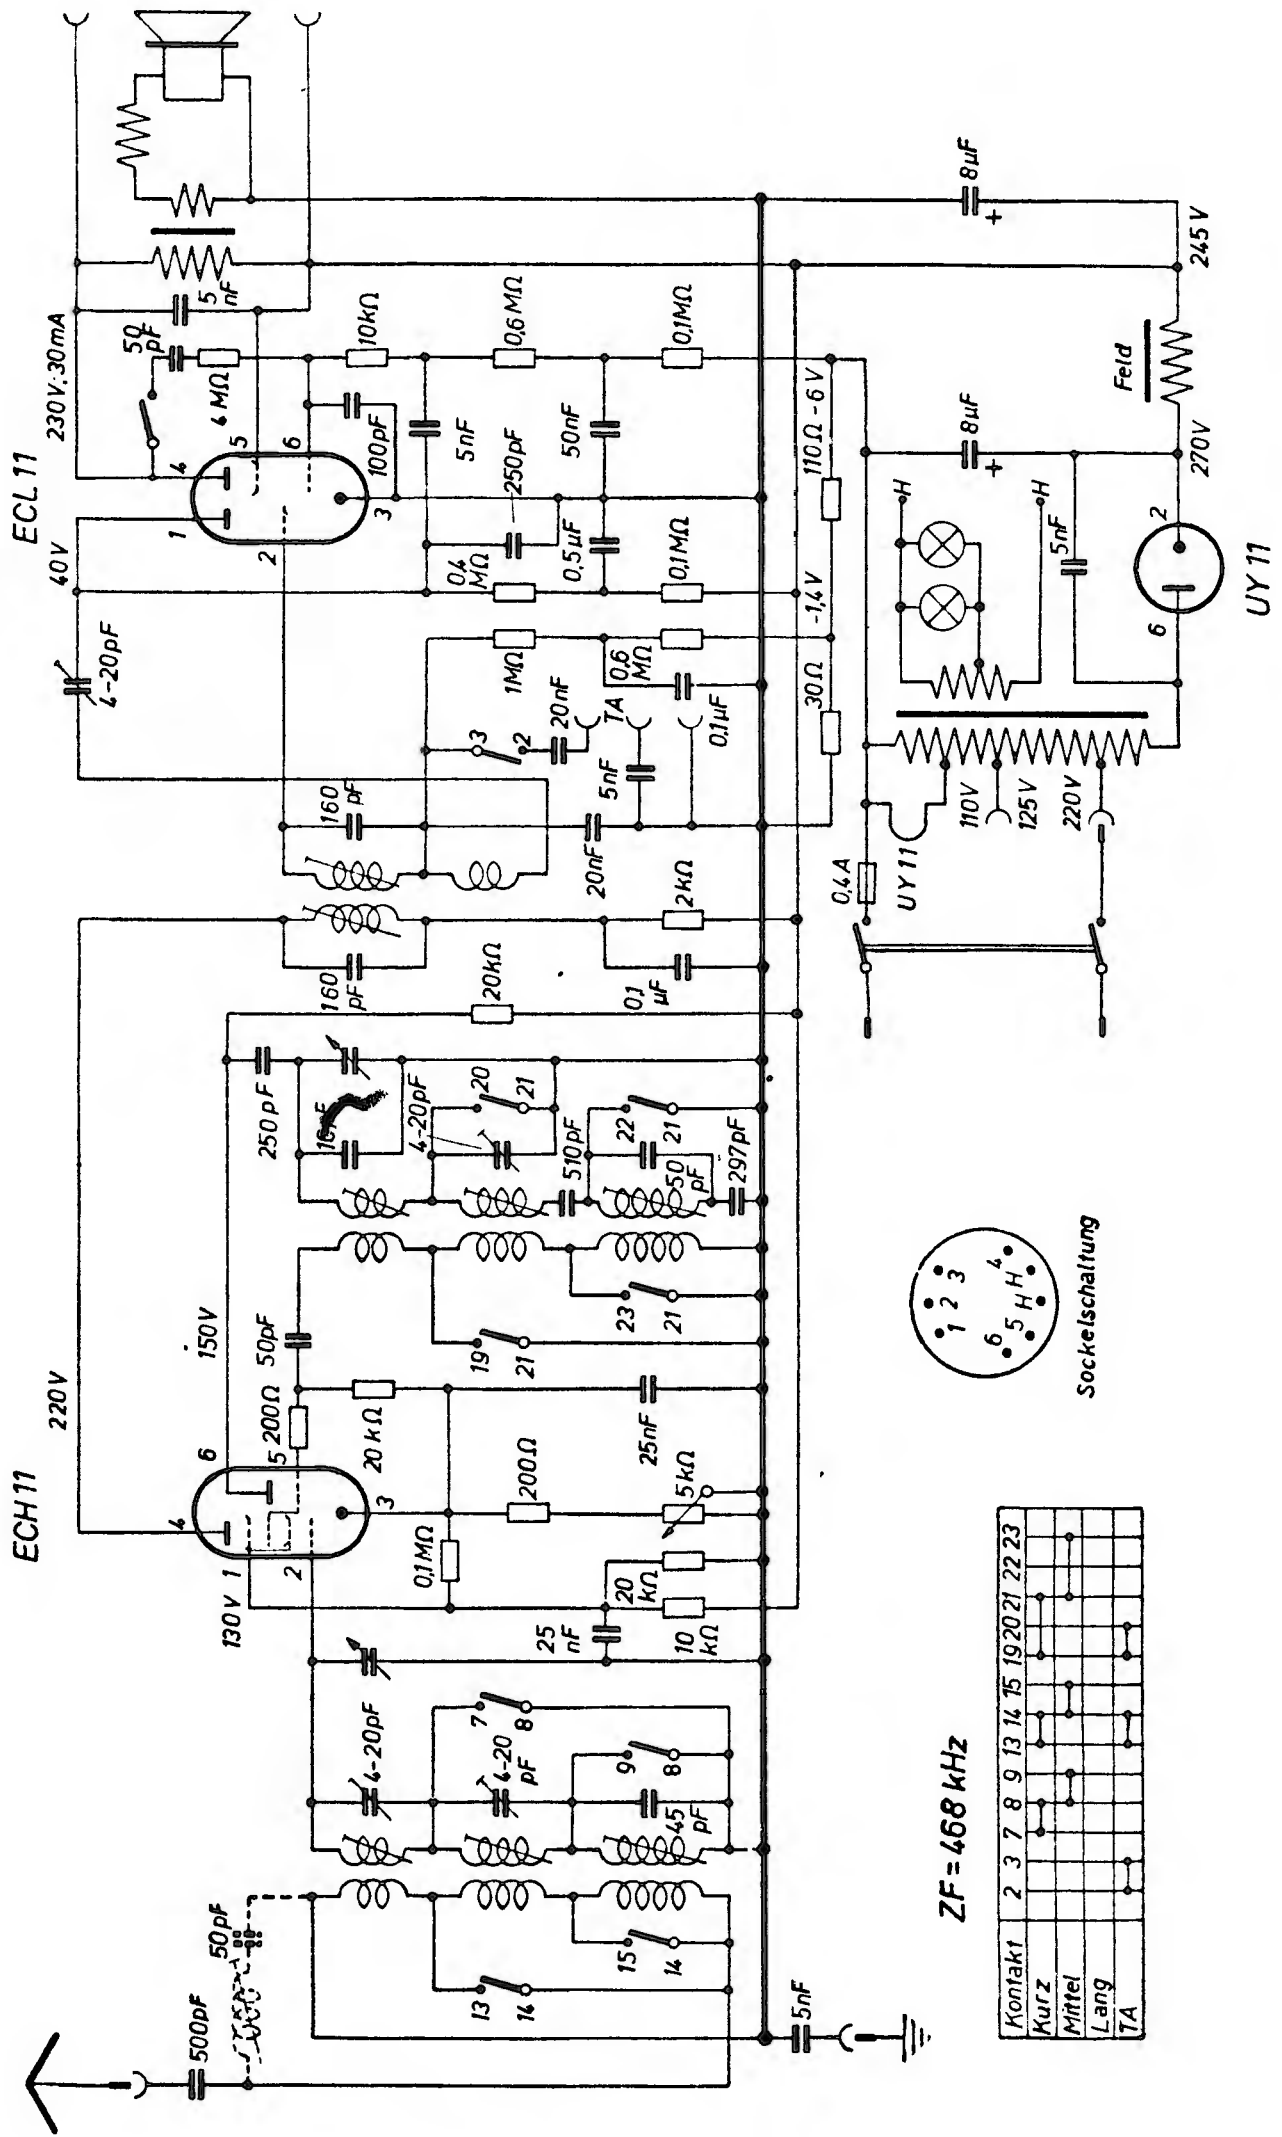 ECH 11
ECL 11
220V
40V
230V; 30mA
500pF
50pF
130V
1
2
3
4
5
6
150V
200Ω
50pF
250pF
4-20pF
1
2
3
4
5
6
50
pF
5
nF
4MΩ
4-20pF
4-20
pF
45
pF
13
14
15
14
7
8
9
8
0,1MΩ
20kΩ
200Ω
5kΩ
25nF
25
nF
20
kΩ
10
kΩ
19
21
23
21
4-20pF
20
21
510pF
22
21
50
pF
297pF
20kΩ
160
pF
160
pF
0,1
µF
2kΩ
20nF
5nF
3
2
20nF
TA
1MΩ
0,6
MΩ
0,1µF
0,4
MΩ
250pF
0,5µF
0,1MΩ
100pF
5nF
50nF
10kΩ
0,6MΩ
0,1MΩ
30Ω
-1,4V
110Ω - 6V
5nF
0,4A
UY11
110V
125V
220V
H
H
8µF
5nF
6
2
UY 11
270V
Feld
245V
8µF
ZF = 468 kHz
Kontakt 2 3 7 8 9 13 14 15 19 20 21 22 23
Kurz
Mittel
Lang
TA
1 2 3
4
6 5 H H
Sockelschaltung